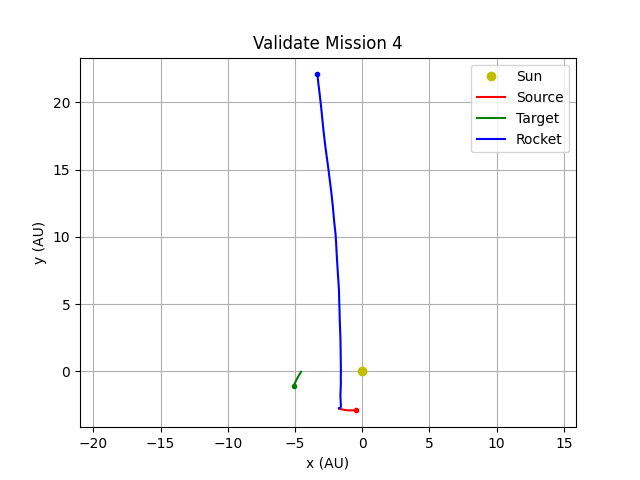 Validate Mission 4
Sun
Source
Target
Rocket
y (AU)
20
15
10
5
0
−20
−15
−10
−5
0
5
10
15
x (AU)